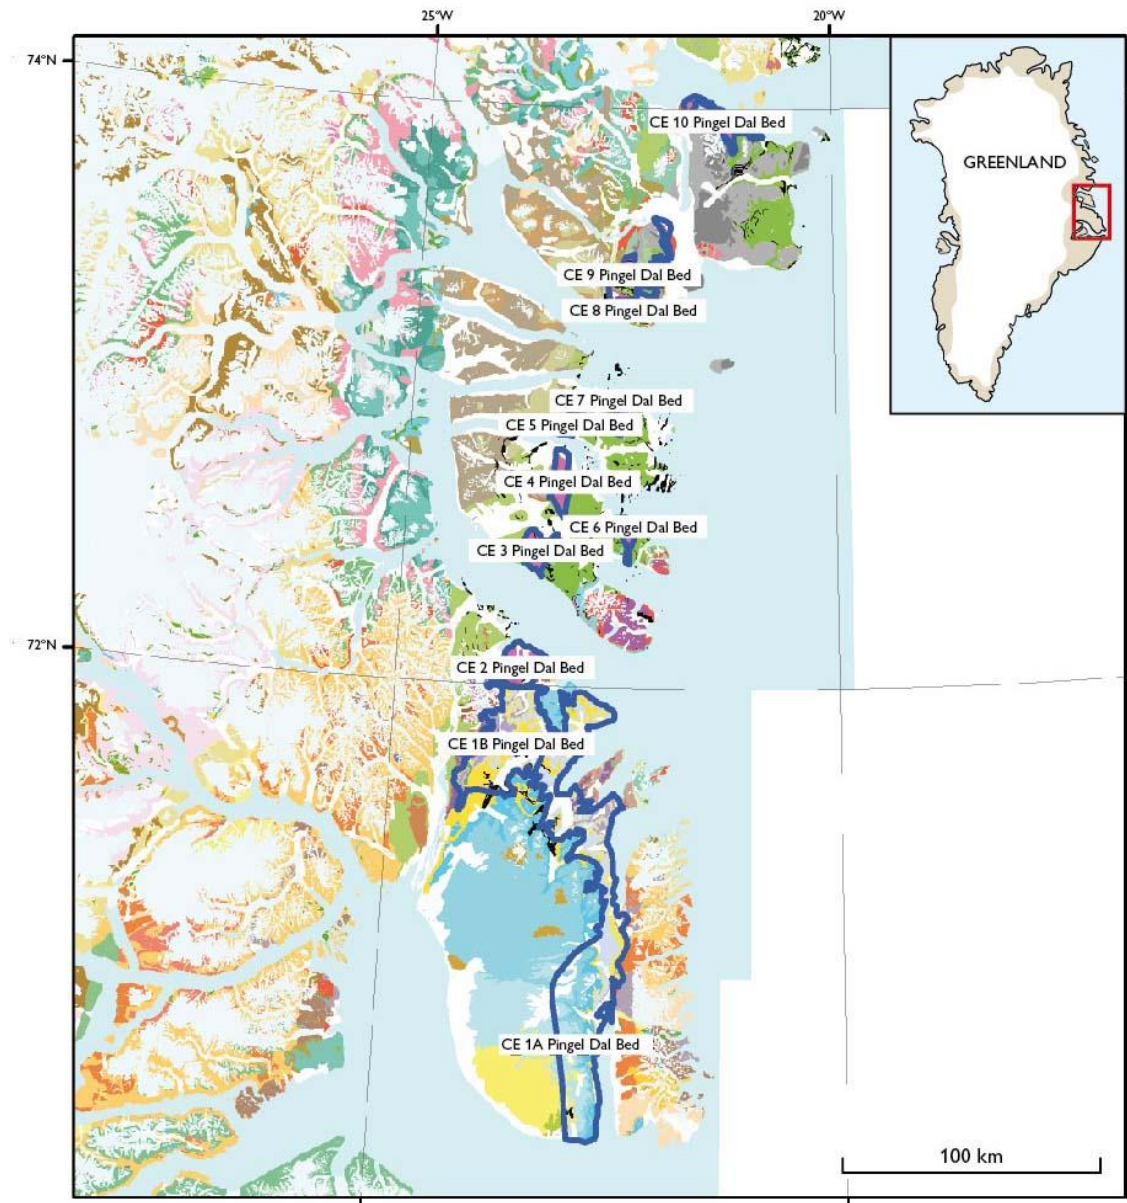 25°W
20°W
74°N
CE 10 Pingel Dal Bed
GREENLAND
CE 9 Pingel Dal Bed
CE 8 Pingel Dal Bed
CE 7 Pingel Dal Bed
CE 5 Pingel Dal Bed
CE 4 Pingel Dal Bed
CE 6 Pingel Dal Bed
CE 3 Pingel Dal Bed
72°N
CE 2 Pingel Dal Bed
CE 1B Pingel Dal Bed
CE 1A Pingel Dal Bed
100 km